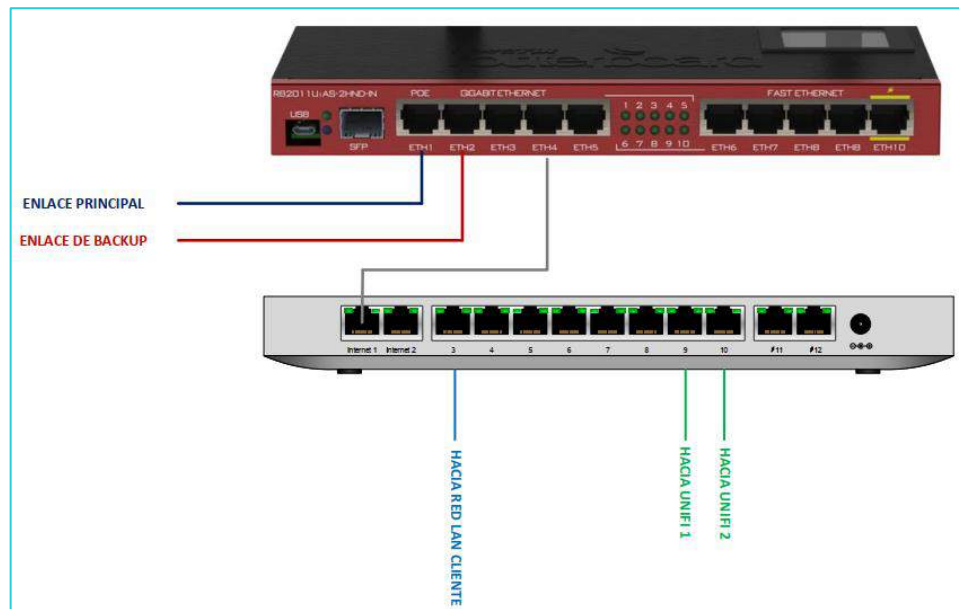 routerboard
RB2011UiAS-2HND-IN
POE
GIGABIT ETHERNET
FAST ETHERNET
USB
1 2 3 4 5
SFP
ETH1
ETH2
ETH3
ETH4
ETH5
6 7 8 9 10
ETH6
ETH7
ETH8
ETH8
ETH10
ENLACE PRINCIPAL
ENLACE DE BACKUP
Internet 1
Internet 2
3
4
5
6
7
8
9
10
11
12
HACIA RED LAN CLIENTE
HACIA UNIFI 1
HACIA UNIFI 2